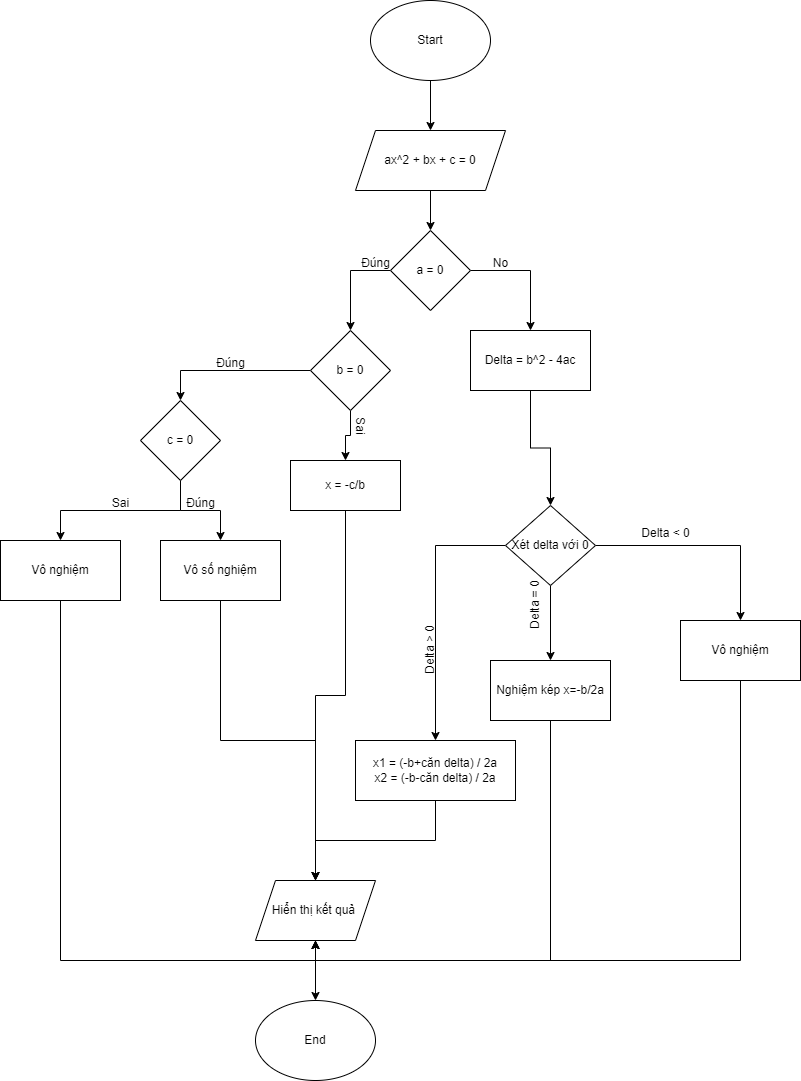 Start
ax^2 + bx + c = 0
a = 0
Đúng
No
b = 0
Đúng
Sai
Delta = b^2 - 4ac
c = 0
Sai
Đúng
x = -c/b
Vô nghiệm
Vô số nghiệm
Xét delta với 0
Delta < 0
Delta = 0
Delta > 0
Vô nghiệm
Nghiệm kép x=-b/2a
x1 = (-b+căn delta) / 2a
x2 = (-b-căn delta) / 2a
Hiển thị kết quả
End